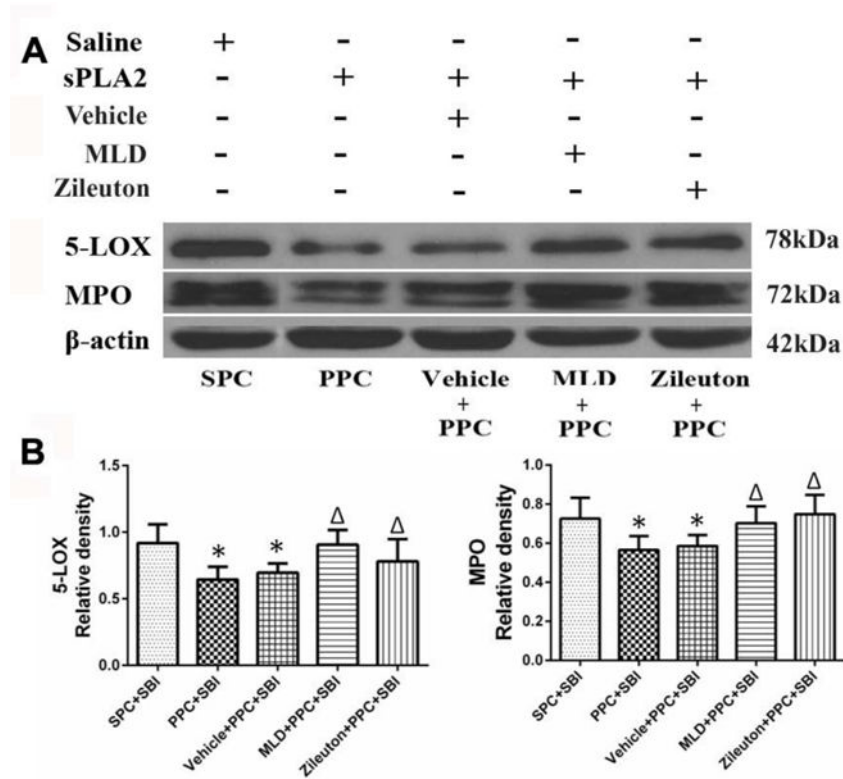 A
Saline + - - - -
sPLA2 - + + + +
Vehicle - - + - -
MLD - - - + -
Zileuton - - - - +
5-LOX 78kDa
MPO 72kDa
β-actin 42kDa
SPC PPC Vehicle MLD Zileuton
+ + +
PPC PPC PPC
B
5-LOX
Relative density
1.5
1.0
0.5
0.0
* * Δ Δ
SPC+SBI
PPC+SBI
Vehicle+PPC+SBI
MLD+PPC+SBI
Zileuton+PPC+SBI
MPO
Relative density
1.0
0.8
0.6
0.4
0.2
0.0
* * Δ Δ
SPC+SBI
PPC+SBI
Vehicle+PPC+SBI
MLD+PPC+SBI
Zileuton+PPC+SBI